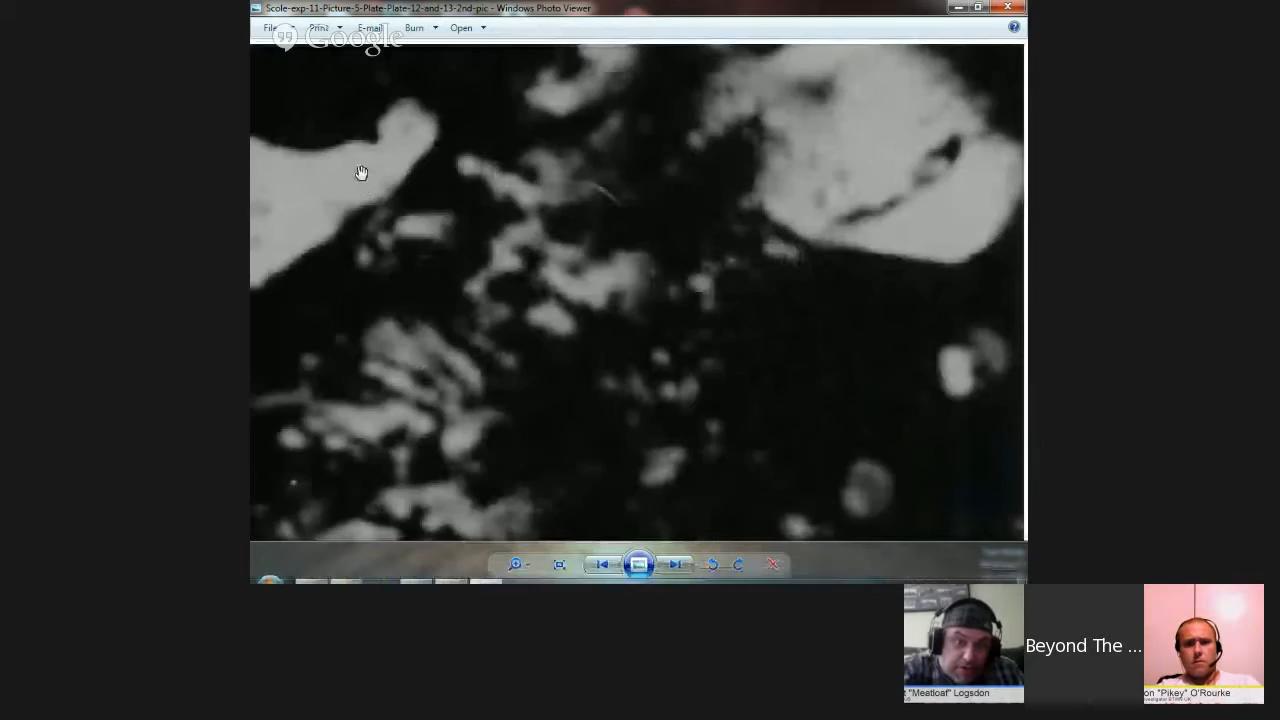 Scole-exp-11-Picture-5-Plate-Plate-12-and-13-2nd-pic - Windows Photo Viewer
File Print E-mail Burn Open
Google
Beyond The ...
t "Meatloaf" Logsdon
on "Pikey" O'Rourke